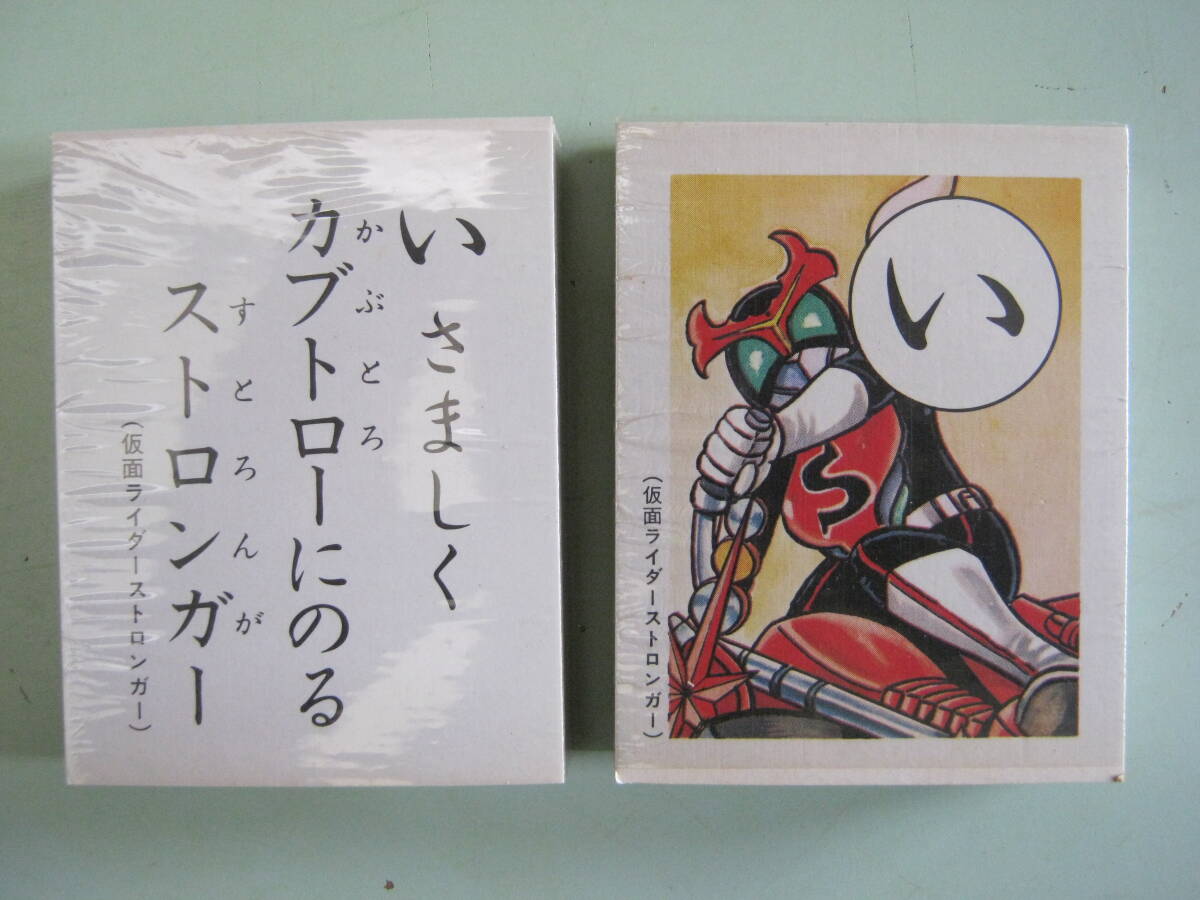 いさましく
カブトローにのる
かぶとろ
ストロンガー
すとろんが
(仮面ライダーストロンガー)
い
S
(仮面ライダーストロンガー)